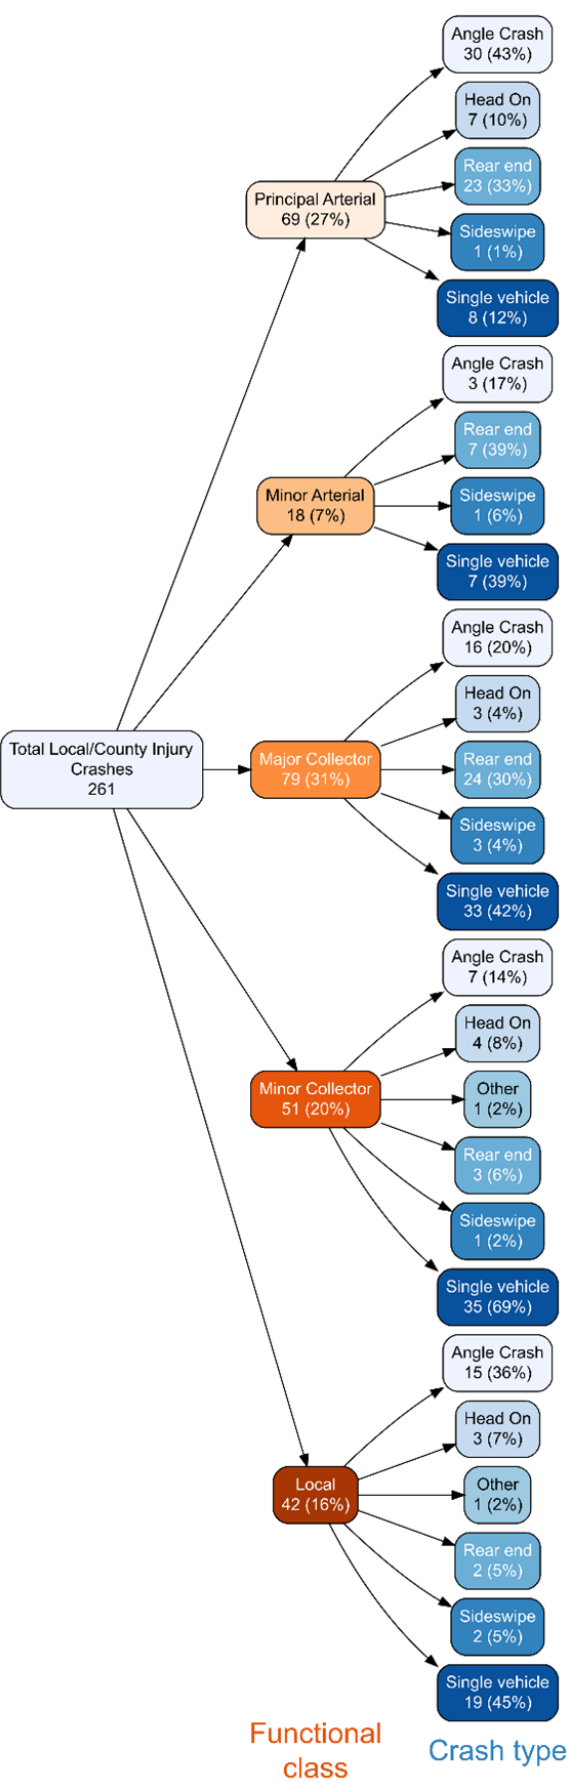 Angle Crash
30 (43%)
Head On
7 (10%)
Rear end
23 (33%)
Principal Arterial
69 (27%)
Sideswipe
1 (1%)
Single vehicle
8 (12%)
Angle Crash
3 (17%)
Rear end
7 (39%)
Minor Arterial
18 (7%)
Sideswipe
1 (6%)
Single vehicle
7 (39%)
Angle Crash
16 (20%)
Head On
3 (4%)
Total Local/County Injury
Crashes
261
Major Collector
79 (31%)
Rear end
24 (30%)
Sideswipe
3 (4%)
Single vehicle
33 (42%)
Angle Crash
7 (14%)
Head On
4 (8%)
Minor Collector
51 (20%)
Other
1 (2%)
Rear end
3 (6%)
Sideswipe
1 (2%)
Single vehicle
35 (69%)
Angle Crash
15 (36%)
Head On
3 (7%)
Local
42 (16%)
Other
1 (2%)
Rear end
2 (5%)
Sideswipe
2 (5%)
Single vehicle
19 (45%)
Functional
class
Crash type